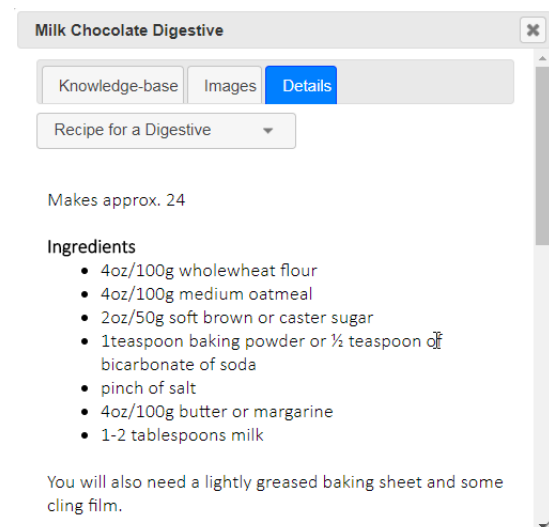 Milk Chocolate Digestive
Knowledge-base Images Details
Recipe for a Digestive
Makes approx. 24
Ingredients
• 4oz/100g wholewheat flour
• 4oz/100g medium oatmeal
• 2oz/50g soft brown or caster sugar
• 1teaspoon baking powder or ½ teaspoon of
bicarbonate of soda
• pinch of salt
• 4oz/100g butter or margarine
• 1-2 tablespoons milk
You will also need a lightly greased baking sheet and some
cling film.